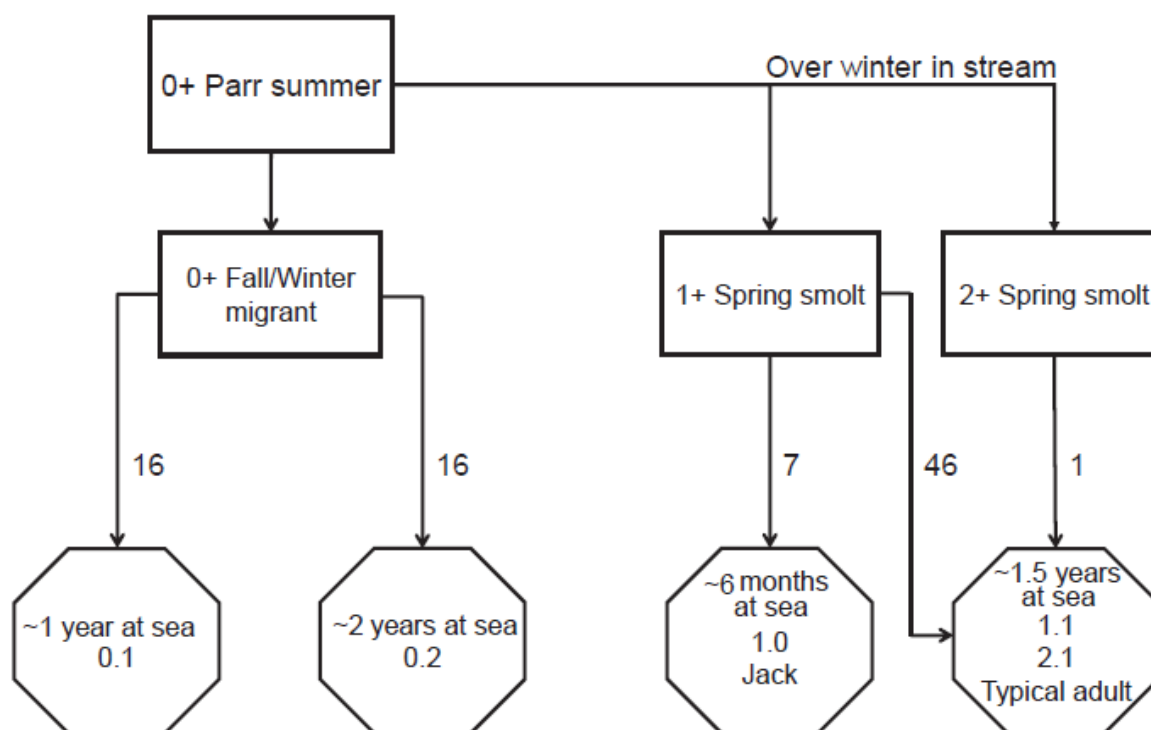 Over winter in stream
0+ Parr summer
0+ Fall/Winter
migrant
1+ Spring smolt
2+ Spring smolt
16
16
7
46
1
~1 year at sea
0.1
~2 years at sea
0.2
~6 months
at sea
1.0
Jack
~1.5 years
at sea
1.1
2.1
Typical adult